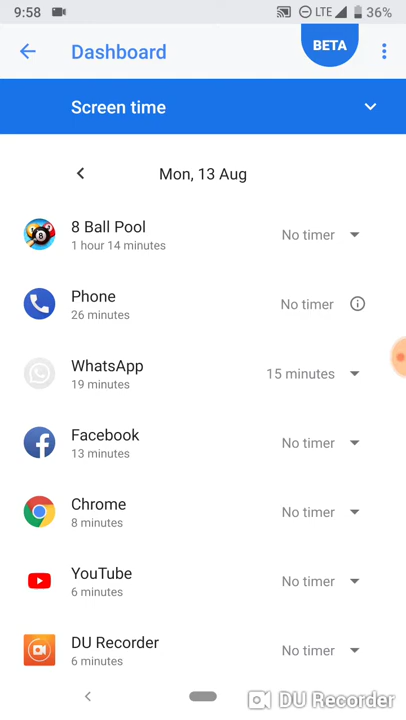 9:58 LTE 36%
Dashboard BETA
Screen time
Mon, 13 Aug
8 Ball Pool
1 hour 14 minutes
No timer
Phone
26 minutes
No timer
WhatsApp
19 minutes
15 minutes
Facebook
13 minutes
No timer
Chrome
8 minutes
No timer
YouTube
6 minutes
No timer
DU Recorder
6 minutes
No timer
DU Recorder